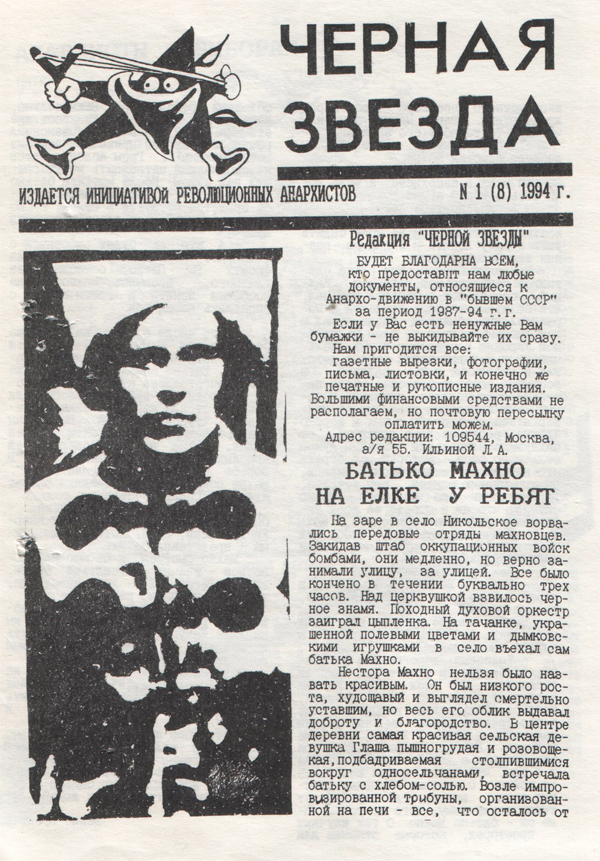 ЧЕРНАЯ
ЗВЕЗДА
ИЗДАЕТСЯ ИНИЦИАТИВОЙ РЕВОЛЮЦИОННЫХ АНАРХИСТОВ
N 1 (8) 1994 г.
Редакция "ЧЕРНОЙ ЗВЕЗДЫ"
БУДЕТ БЛАГОДАРНА ВСЕМ,
кто предоставит нам любые
документы, относящиеся к
Анархо-движению в "бывшем СССР"
за период 1987-94 г.г.
Если у Вас есть ненужные Вам
бумажки - не выкидывайте их сразу.
Нам пригодится все:
газетные вырезки, фотографии,
письма, листовки, и конечно же
печатные и рукописные издания.
Большими финансовыми средствами не
располагаем, но почтовую пересылку
оплатить можем.
Адрес редакции: 109544, Москва,
а/я 55. Ильиной Л.А.
БАТЬКО МАХНО
НА ЕЛКЕ У РЕБЯТ
На заре в село Никольское ворва-
лись передовые отряды махновцев.
Закидав штаб оккупационных войск
бомбами, они медленно, но верно за-
нимали улицу, за улицей. Все было
кончено в течении буквально трех
часов. Над церквушкой взвилось чер-
ное знамя. Походный духовой оркестр
заиграл цыпленка. На тачанке, укра-
шенной полевыми цветами и дымковс-
кими игрушками в село въехал сам
батька Махно.
Нестора Махно нельзя было наз-
вать красивым. Он был низкого рос-
та, худощавый и выглядел смертельно
уставшим, но весь его облик выдавал
доброту и благородство. В центре
деревни самая красивая сельская де-
вушка Глаша пышногрудая и розовоще-
кая, подбадриваемая столпившимися
вокруг односельчанами, встречала
батьку с хлебом-солью. Возле импро-
визированной трибуны, организован-
ной на печи - все, что осталось от